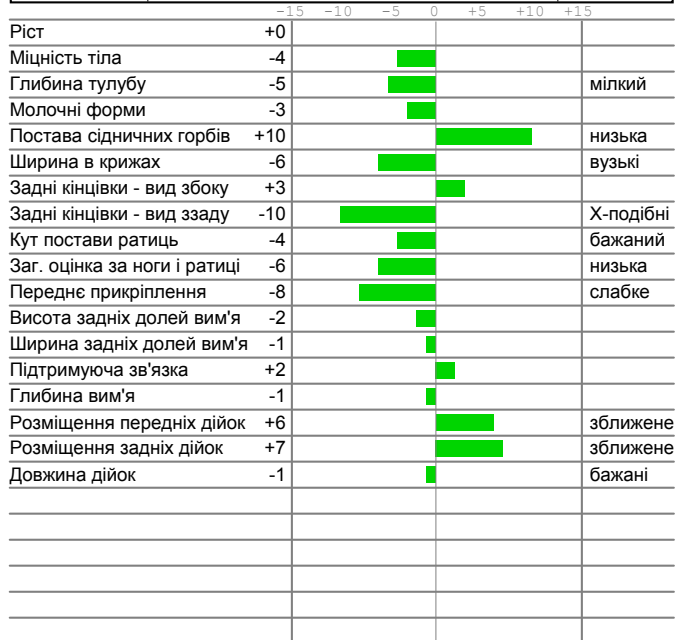 -15 -10 -5 0 +5 +10 +15
Ріст +0
Міцність тіла -4
Глибина тулубу -5 мілкий
Молочні форми -3
Постава сідничних горбів +10 низька
Ширина в крижах -6 вузькі
Задні кінцівки - вид збоку +3
Задні кінцівки - вид ззаду -10 Х-подібні
Кут постави ратиць -4 бажаний
Заг. оцінка за ноги і ратиці -6 низька
Переднє прикріплення -8 слабке
Висота задніх долей вим'я -2
Ширина задніх долей вим'я -1
Підтримуюча зв'язка +2
Глибина вим'я -1
Розміщення передніх дійок +6 зближене
Розміщення задніх дійок +7 зближене
Довжина дійок -1 бажані